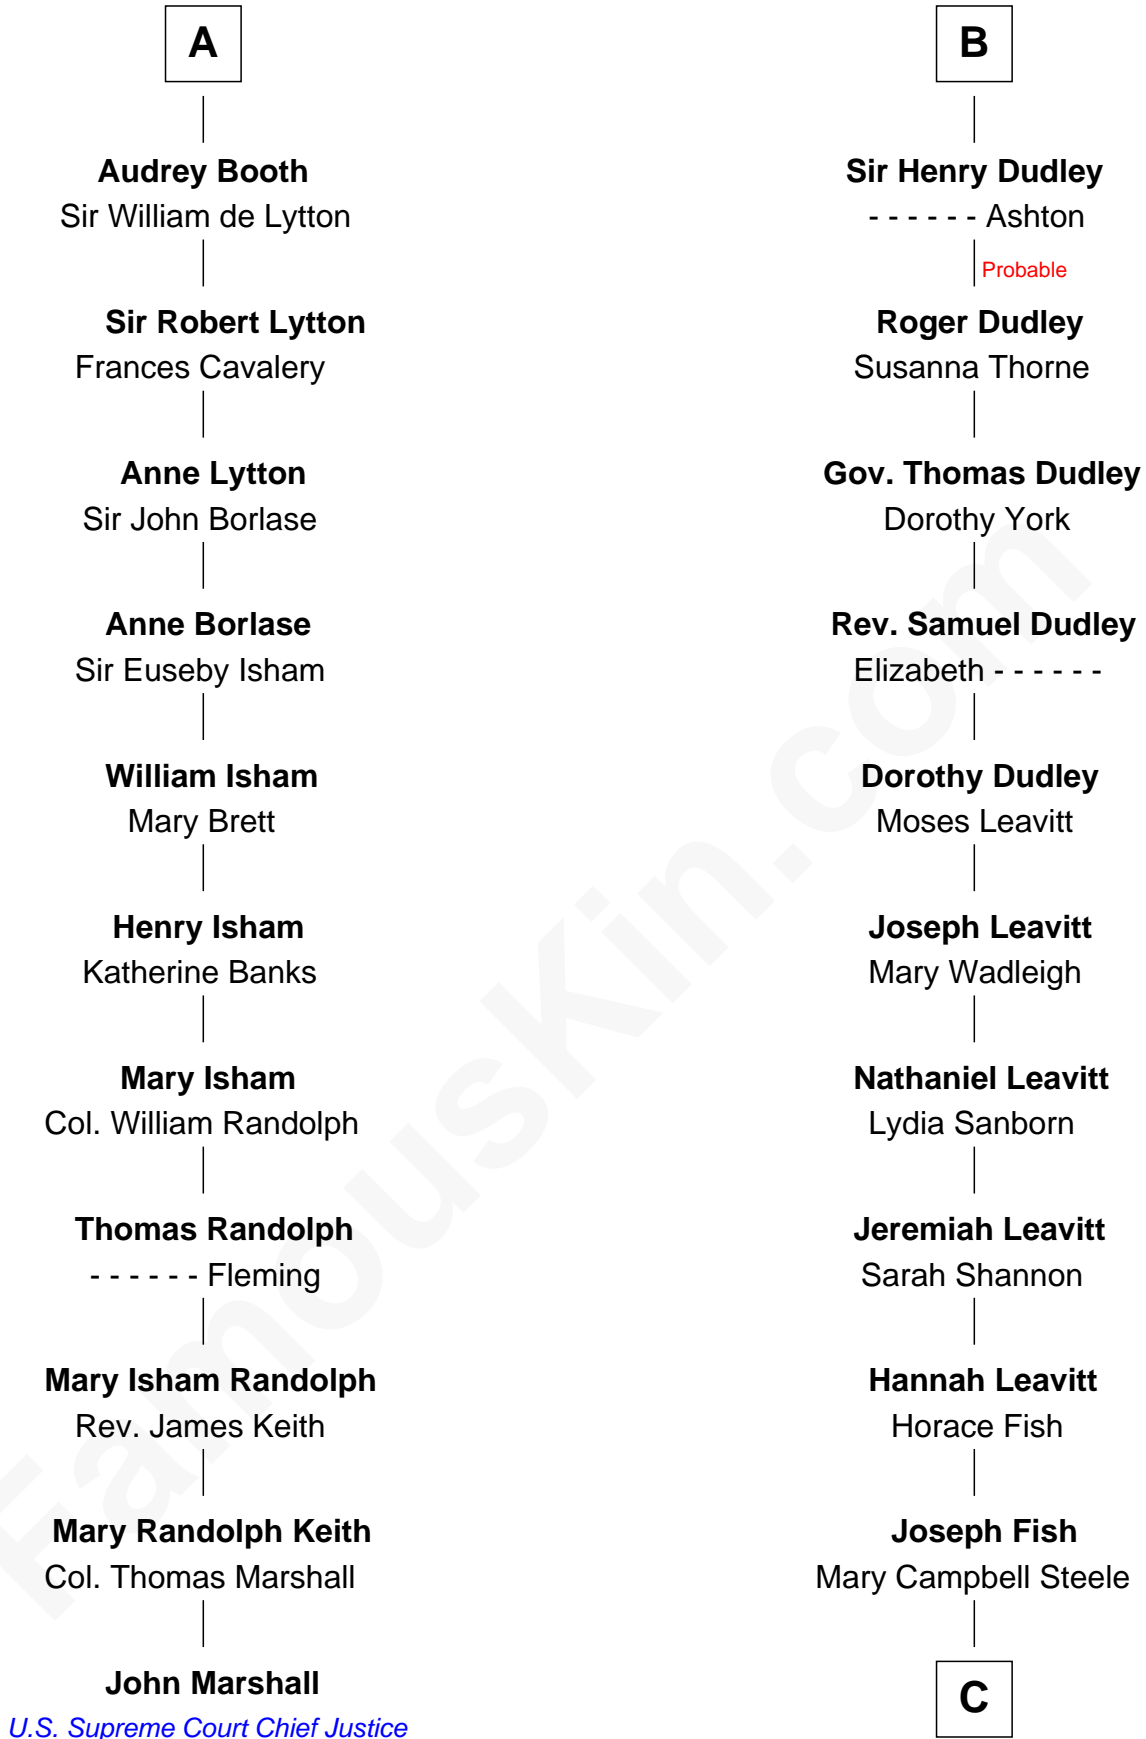 A
Audrey Booth
Sir William de Lytton
Sir Robert Lytton
Frances Cavalery
Anne Lytton
Sir John Borlase
Anne Borlase
Sir Euseby Isham
William Isham
Mary Brett
Henry Isham
Katherine Banks
Mary Isham
Col. William Randolph
Thomas Randolph
- - - - - - Fleming
Mary Isham Randolph
Rev. James Keith
Mary Randolph Keith
Col. Thomas Marshall
John Marshall
U.S. Supreme Court Chief Justice
B
Sir Henry Dudley
- - - - - - Ashton
Probable
Roger Dudley
Susanna Thorne
Gov. Thomas Dudley
Dorothy York
Rev. Samuel Dudley
Elizabeth - - - - - -
Dorothy Dudley
Moses Leavitt
Joseph Leavitt
Mary Wadleigh
Nathaniel Leavitt
Lydia Sanborn
Jeremiah Leavitt
Sarah Shannon
Hannah Leavitt
Horace Fish
Joseph Fish
Mary Campbell Steele
C
FamousKin.com